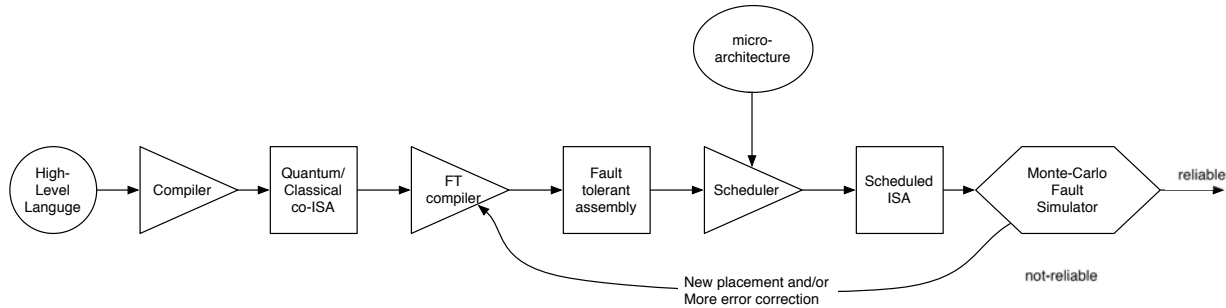 micro-
architecture
High-
Level
Languge
Compiler
Quantum/
Classical
co-ISA
FT
compiler
Fault
tolerant
assembly
Scheduler
Scheduled
ISA
Monte-Carlo
Fault
Simulator
reliable
not-reliable
New placement and/or
More error correction